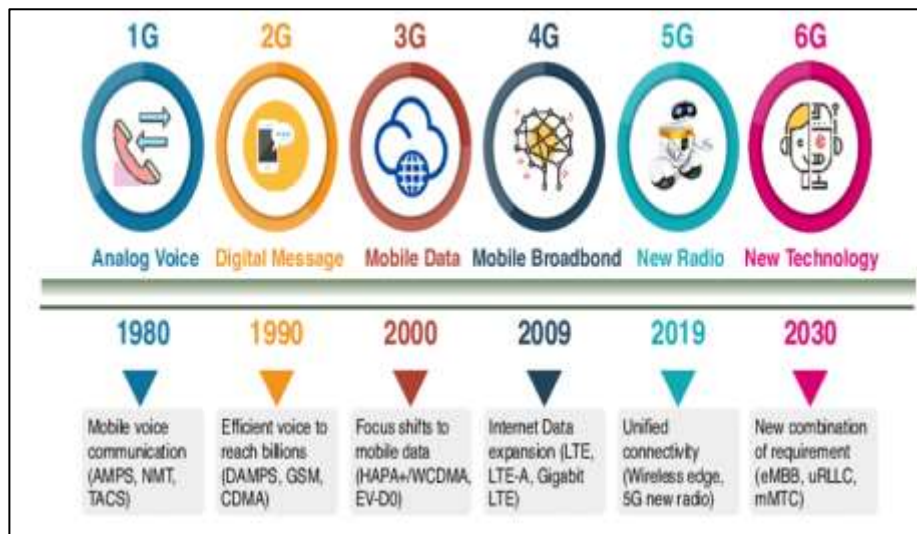 1G 2G 3G 4G 5G 6G
Analog Voice Digital Message Mobile Data Mobile Broadbond New Radio New Technology
1980 1990 2000 2009 2019 2030
Mobile voice
communication
(AMPS, NMT,
TACS)
Efficient voice to
reach billions
(DAMPS, GSM,
CDMA)
Focus shifts to
mobile data
(HAPA+/WCDMA,
EV-D0)
Internet Data
expansion (LTE,
LTE-A, Gigabit
LTE)
Unified
connectivity
(Wireless edge,
5G new radio)
New combination
of requirement
(eMBB, uRLLC,
mMTC)